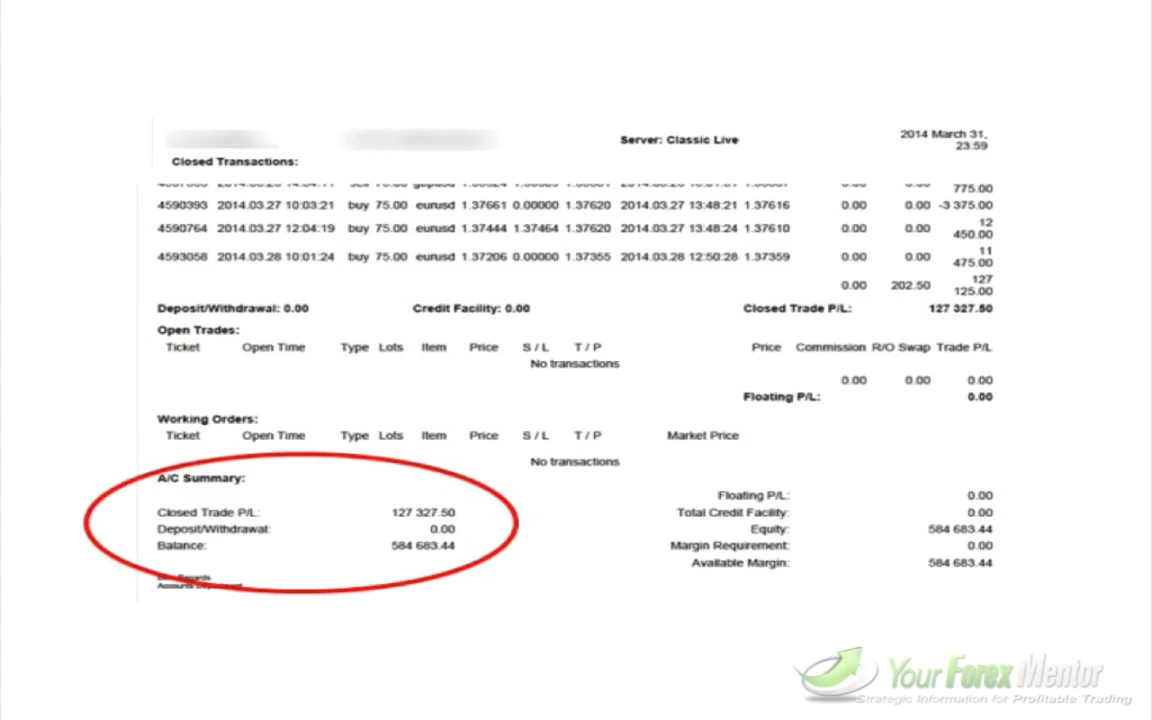 Server: Classic Live
2014 March 31,
23:59
Closed Transactions:
775.00
4590393 2014.03.27 10:03:21 buy 75.00 eurusd 1.37661 0.00000 1.37620 2014.03.27 13:48:21 1.37616 0.00 0.00 -3 375.00
4590764 2014.03.27 12:04:19 buy 75.00 eurusd 1.37444 1.37464 1.37620 2014.03.27 13:48:24 1.37610 0.00 0.00 12
450.00
4593058 2014.03.28 10:01:24 buy 75.00 eurusd 1.37206 0.00000 1.37355 2014.03.28 12:50:28 1.37359 0.00 0.00 11
475.00
0.00 202.50 127
125.00
Deposit/Withdrawal: 0.00 Credit Facility: 0.00 Closed Trade P/L: 127 327.50
Open Trades:
Ticket Open Time Type Lots Item Price S / L T / P Price Commission R/O Swap Trade P/L
No transactions
0.00 0.00 0.00
Floating P/L: 0.00
Working Orders:
Ticket Open Time Type Lots Item Price S / L T / P Market Price
No transactions
A/C Summary:
Floating P/L: 0.00
Closed Trade P/L: 127 327.50 Total Credit Facility: 0.00
Deposit/Withdrawal: 0.00 Equity: 584 683.44
Balance: 584 683.44 Margin Requirement: 0.00
Available Margin: 584 683.44
Regards
Accounts Department
Your Forex Mentor
Strategic Information for Profitable Trading